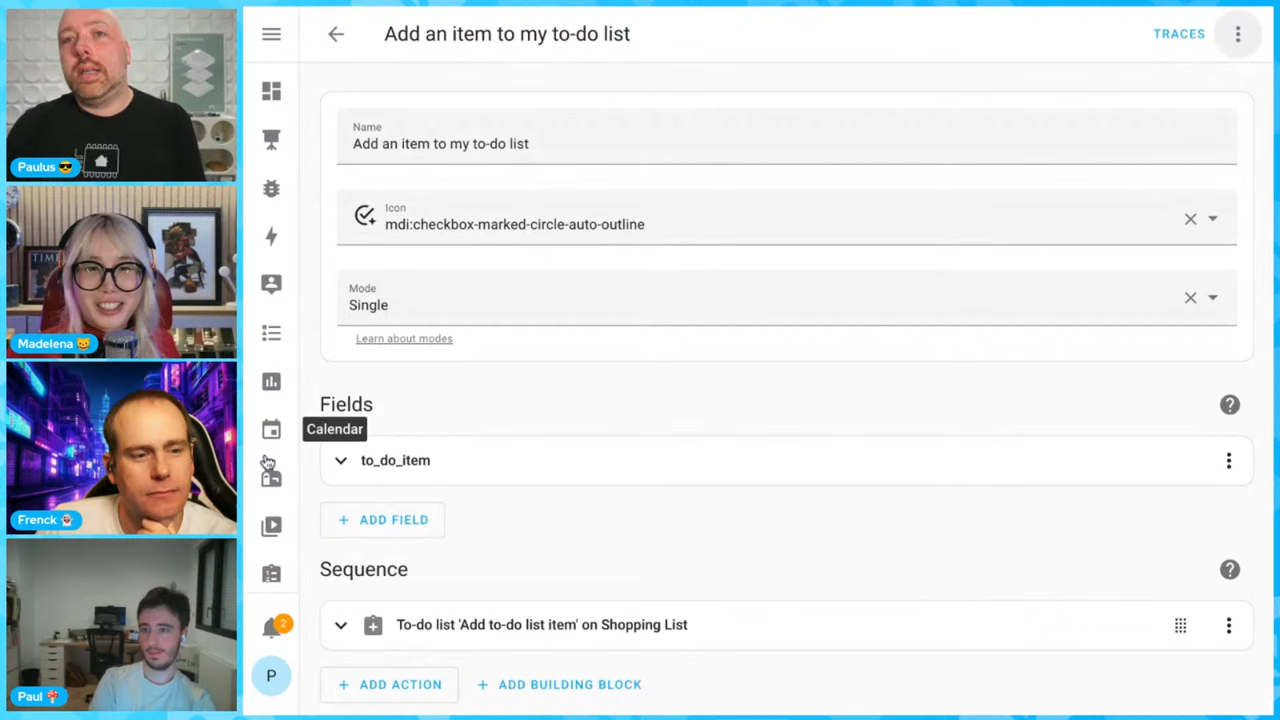 Paulus 😎
TIME
Madelena 😺
Frenck 👻
Paul 🍄
Add an item to my to-do list
TRACES
Name
Add an item to my to-do list
Icon
mdi:checkbox-marked-circle-auto-outline
Mode
Single
Learn about modes
Fields
Calendar
to_do_item
+ ADD FIELD
Sequence
To-do list 'Add to-do list item' on Shopping List
+ ADD ACTION
+ ADD BUILDING BLOCK
2
P